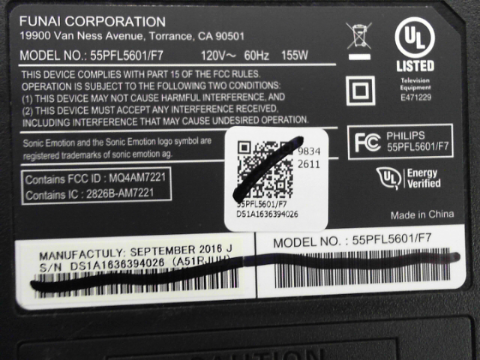 FUNAI CORPORATION
19900 Van Ness Avenue, Torrance, CA 90501
MODEL NO.: 55PFL5601/F7 120V~ 60Hz 155W
THIS DEVICE COMPLIES WITH PART 15 OF THE FCC RULES.
OPERATION IS SUBJECT TO THE FOLLOWING TWO CONDITIONS:
(1) THIS DEVICE MAY NOT CAUSE HARMFUL INTERFERENCE, AND
(2) THIS DEVICE MUST ACCEPT ANY INTERFERENCE RECEIVED,
INCLUDING INTERFERENCE THAT MAY CAUSE UNDESIRED OPERATION.
Sonic Emotion and the Sonic Emotion logo symbol are
registered trademarks of sonic emotion ag.
Contains FCC ID : MQ4AM7221
Contains IC : 2826B-AM7221
UL
LISTED
Television
Equipment
E471229
FC PHILIPS
55PFL5601/F7
UL Energy
Verified
Made in China
9834
2611
55PFL5601/F7
DS1A1636394026
MANUFACTULY: SEPTEMBER 2016 J
S/N DS1A1636394026
MODEL NO.: 55PFL5601/F7
CAUTION